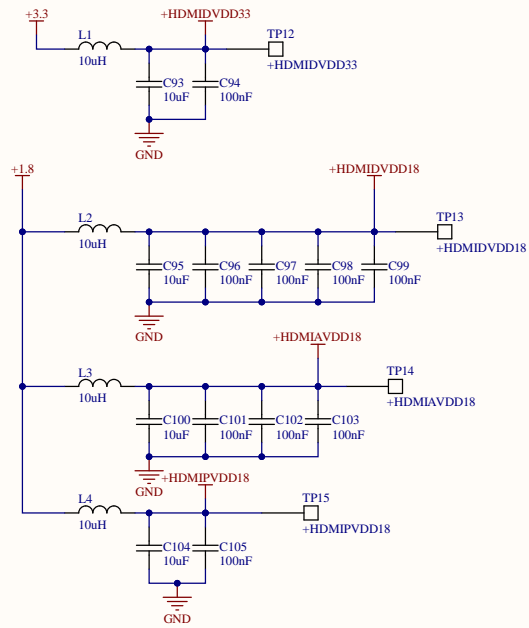 +3.3
+HDMIDVDD33
L1
10uH
TP12
+HDMIDVDD33
C93
10uF
C94
100nF
GND
+1.8
+HDMIDVDD18
L2
10uH
TP13
+HDMIDVDD18
C95
10uF
C96
100nF
C97
100nF
C98
100nF
C99
100nF
GND
+HDMIAVDD18
L3
10uH
TP14
+HDMIAVDD18
C100
10uF
C101
100nF
C102
100nF
C103
100nF
GND
+HDMIPVDD18
L4
10uH
TP15
+HDMIPVDD18
C104
10uF
C105
100nF
GND